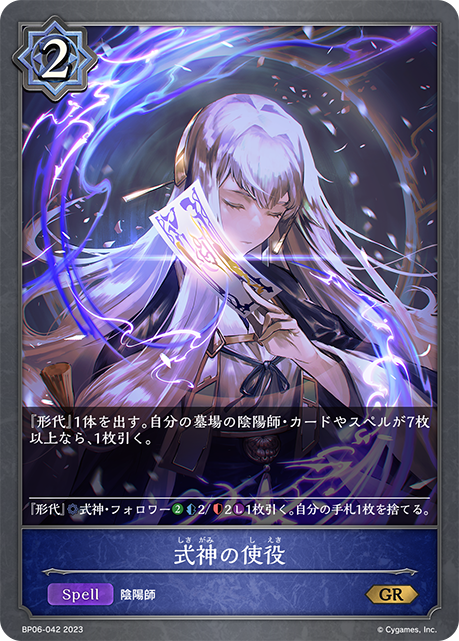 2
『形代』1体を出す。自分の墓場の陰陽師・カードやスペルが7枚
以上なら、1枚引く。
『形代』式神・フォロワー2 2/2 1枚引く。自分の手札1枚を捨てる。
しきがみ しえき
式神の使役
Spell 陰陽師 GR
BP06-042 2023 © Cygames, Inc.